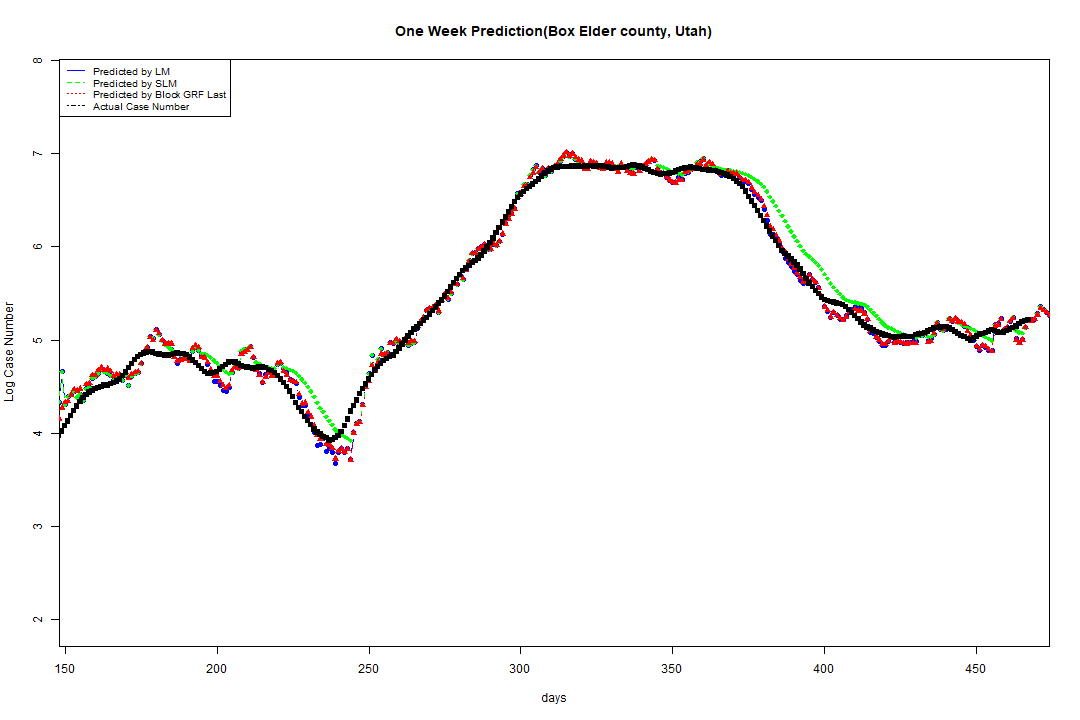 One Week Prediction(Box Elder county, Utah)
Predicted by LM
Predicted by SLM
Predicted by Block GRF Last
Actual Case Number
8
7
6
5
4
3
2
Log Case Number
150 200 250 300 350 400 450
days